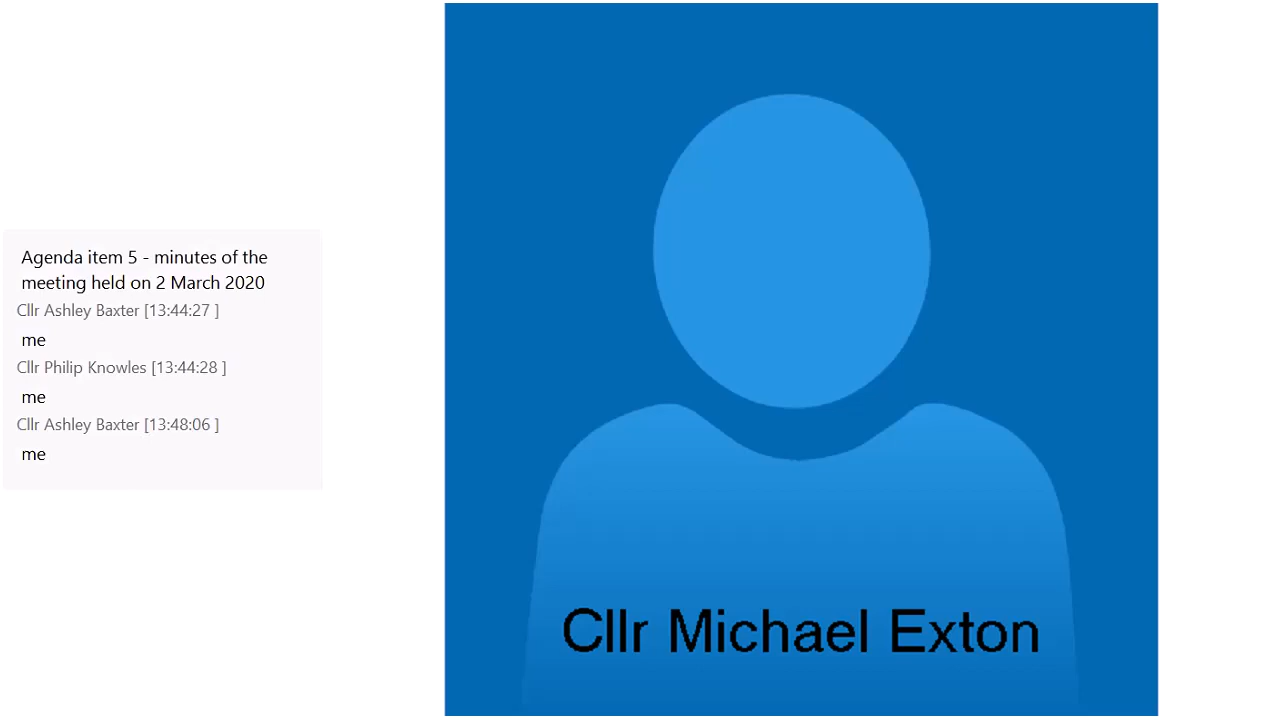 Agenda item 5 - minutes of the
meeting held on 2 March 2020
Cllr Ashley Baxter [13:44:27 ]
me
Cllr Philip Knowles [13:44:28 ]
me
Cllr Ashley Baxter [13:48:06 ]
me
Cllr Michael Exton